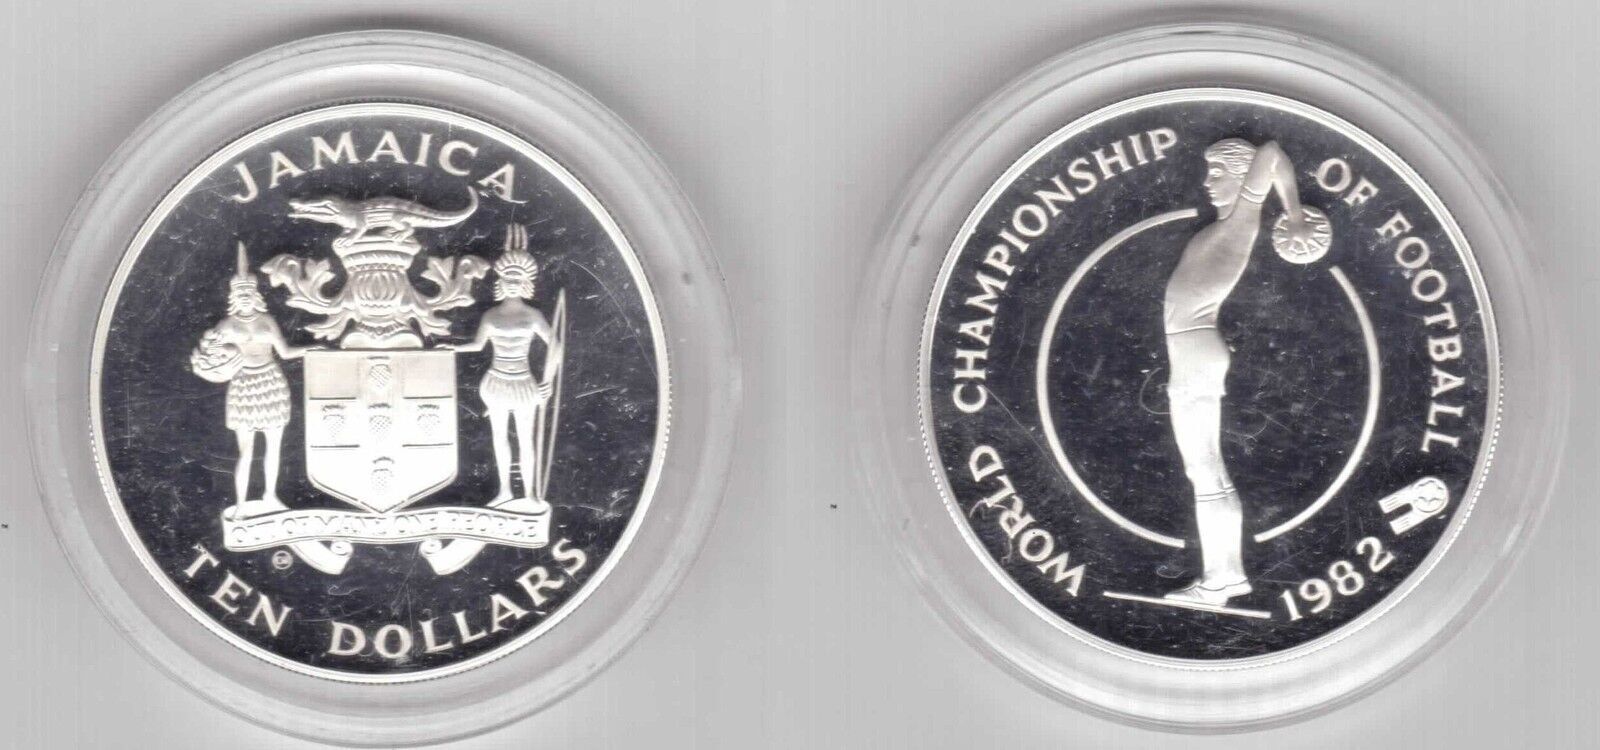 JAMAICA
OUT OF MANY, ONE PEOPLE
TEN DOLLARS
WORLD CHAMPIONSHIP OF FOOTBALL
1982